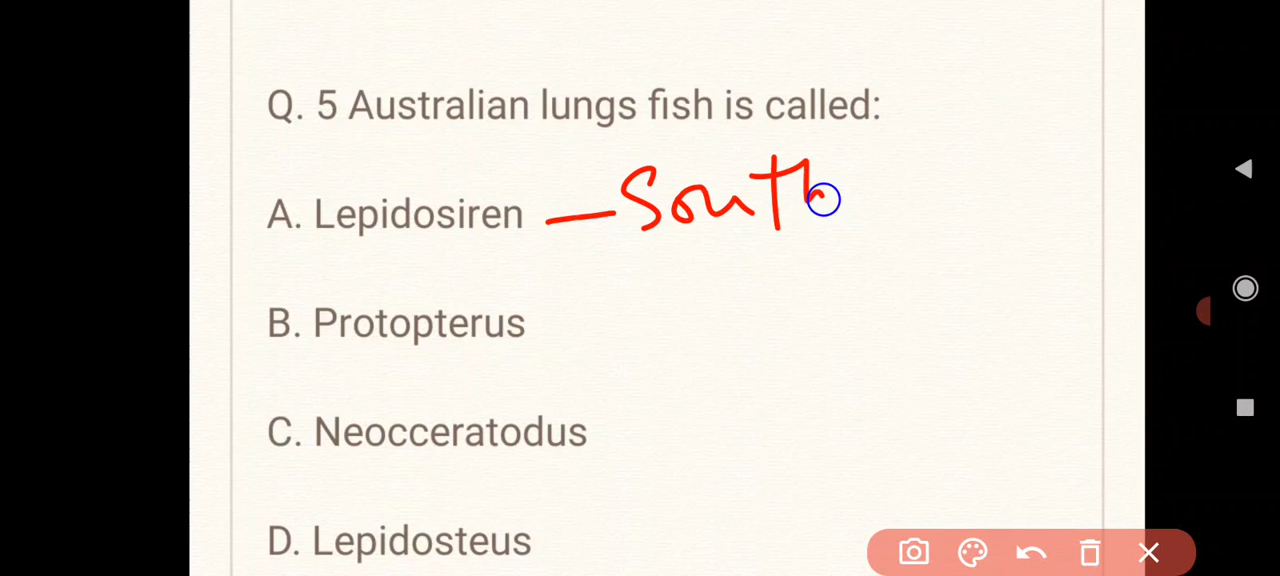 Q. 5 Australian lungs fish is called:
A. Lepidosiren — South
B. Protopterus
C. Neocceratodus
D. Lepidosteus